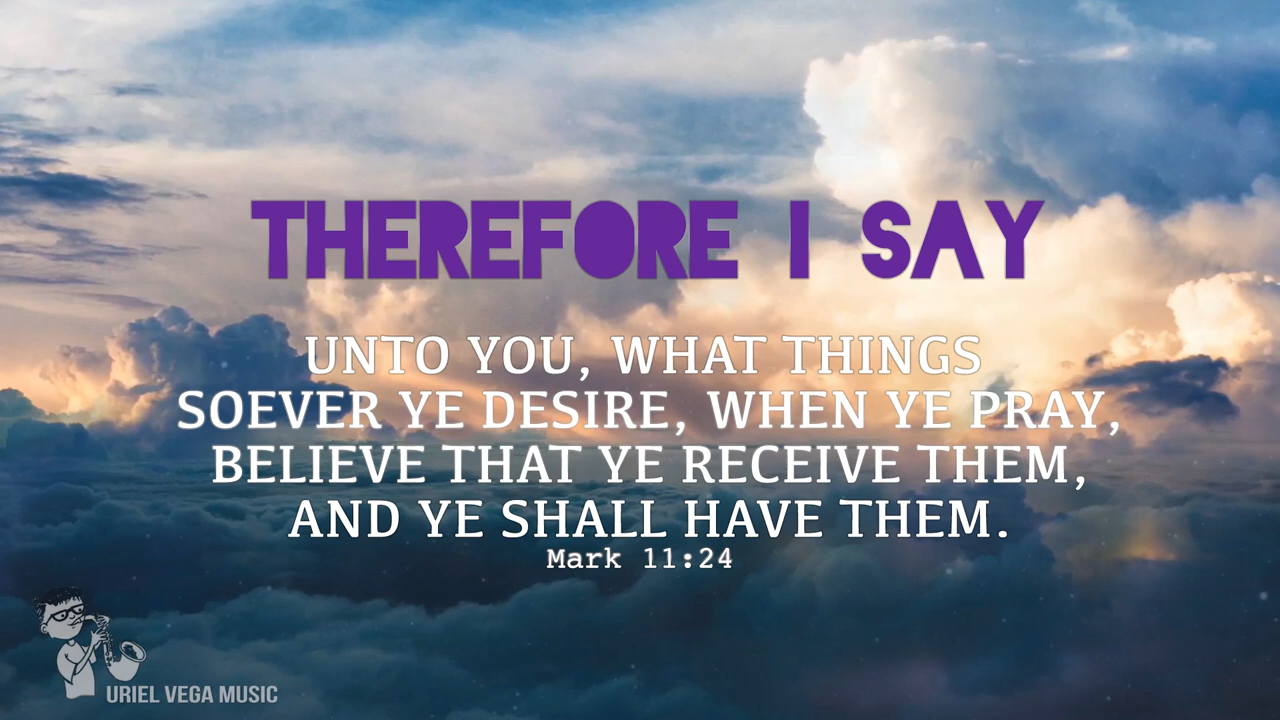 THEREFORE I SAY
UNTO YOU, WHAT THINGS
SOEVER YE DESIRE, WHEN YE PRAY,
BELIEVE THAT YE RECEIVE THEM,
AND YE SHALL HAVE THEM.
Mark 11:24
URIEL VEGA MUSIC